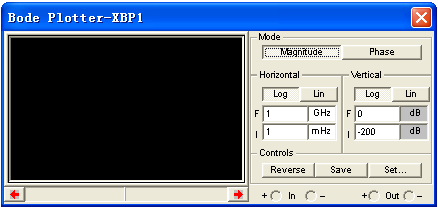 Bode Plotter-XBP1
Mode
Magnitude Phase
Horizontal Vertical
Log Lin Log Lin
F 1 GHz F 0 dB
I 1 mHz I -200 dB
Controls
Reverse Save Set...
+ In - + Out -